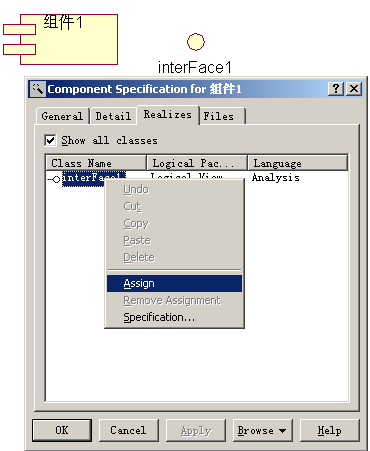 组件1
interFace1
Component Specification for 组件1
General Detail Realizes Files
Show all classes
Class Name Logical Pac... Language
interFace1 Logical View Analysis
Undo
Cut
Copy
Paste
Delete
Assign
Remove Assignment
Specification...
OK Cancel Apply Browse Help